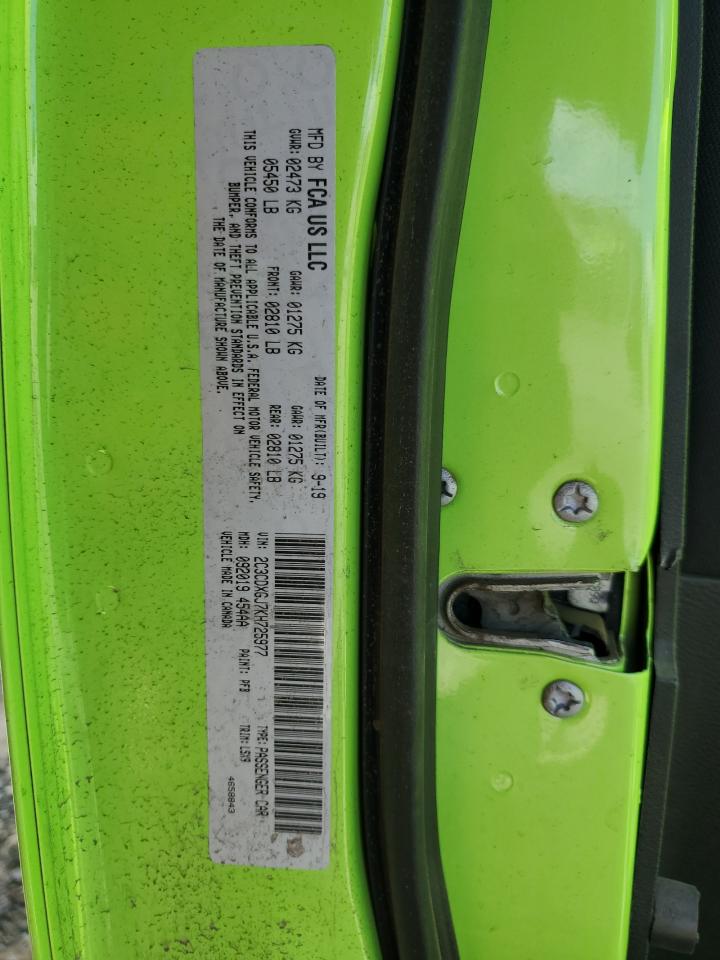 MFD BY FCA US LLC
DATE OF MFR(BUILT): 9-19
GVWR: 02473 KG GAWR: 01275 KG GAWR: 01275 KG
05450 LB FRONT: 02810 LB REAR: 02810 LB
THIS VEHICLE CONFORMS TO ALL APPLICABLE U.S.A. FEDERAL MOTOR VEHICLE SAFETY,
BUMPER, AND THEFT PREVENTION STANDARDS IN EFFECT ON
THE DATE OF MANUFACTURE SHOWN ABOVE.
VIN: 2C3CDXGJ7KH725977 TYPE: PASSENGER CAR
MDH: 092019 454AA PAINT: PFB TRIM: LSX9
VEHICLE MADE IN CANADA 4658843